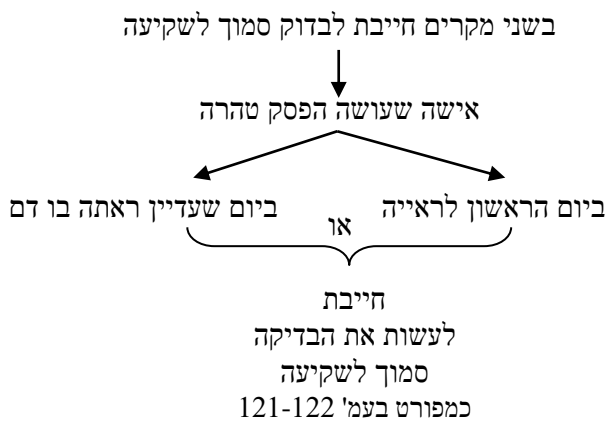 בשני מקרים חייבת לבדוק סמוך לשקיעה
אישה שעושה הפסק טהרה
ביום הראשון לראייה
או
ביום שעדיין ראתה בו דם
חייבת
לעשות את הבדיקה
סמוך לשקיעה
כמפורט בעמ' 121-122